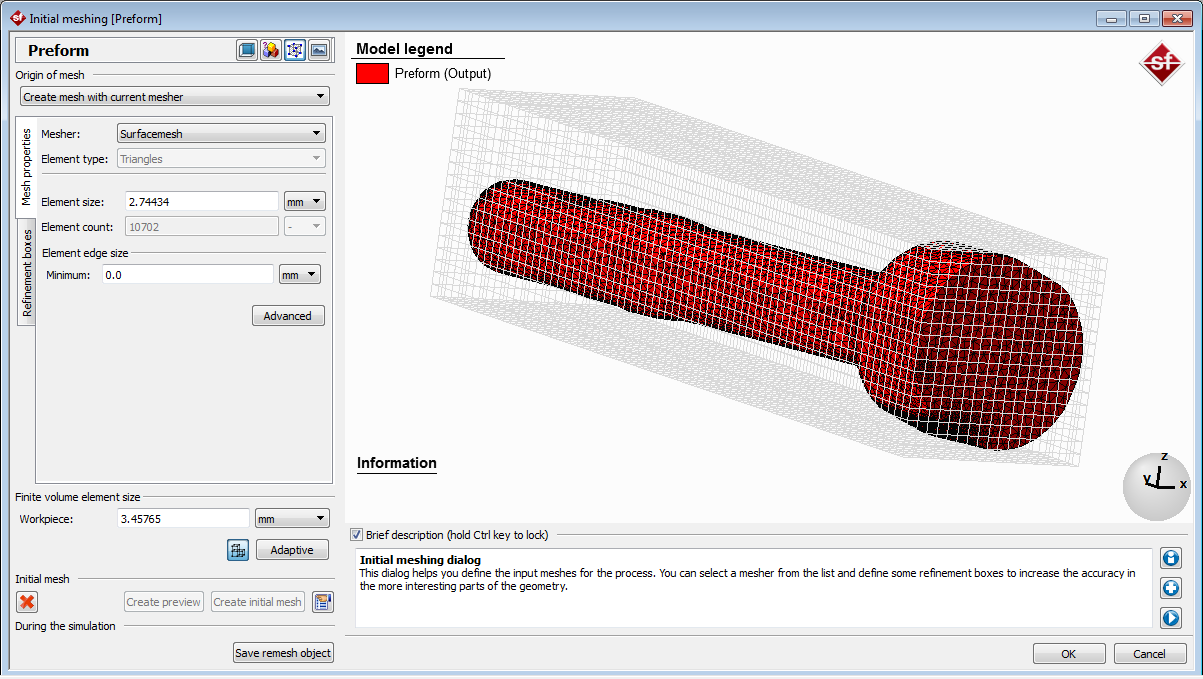 sf Initial meshing [Preform]
Preform
Origin of mesh
Create mesh with current mesher
Mesh properties
Refinement boxes
Mesher: Surfacemesh
Element type: Triangles
Element size: 2.74434 mm
Element count: 10702 -
Element edge size
Minimum: 0.0 mm
Advanced
Finite volume element size
Workpiece: 3.45765 mm
Adaptive
Initial mesh
Create preview Create initial mesh
During the simulation
Save remesh object
Model legend
Preform (Output)
sf
Information
z
y
x
Brief description (hold Ctrl key to lock)
Initial meshing dialog
This dialog helps you define the input meshes for the process. You can select a mesher from the list and define some refinement boxes to increase the accuracy in
the more interesting parts of the geometry.
OK Cancel